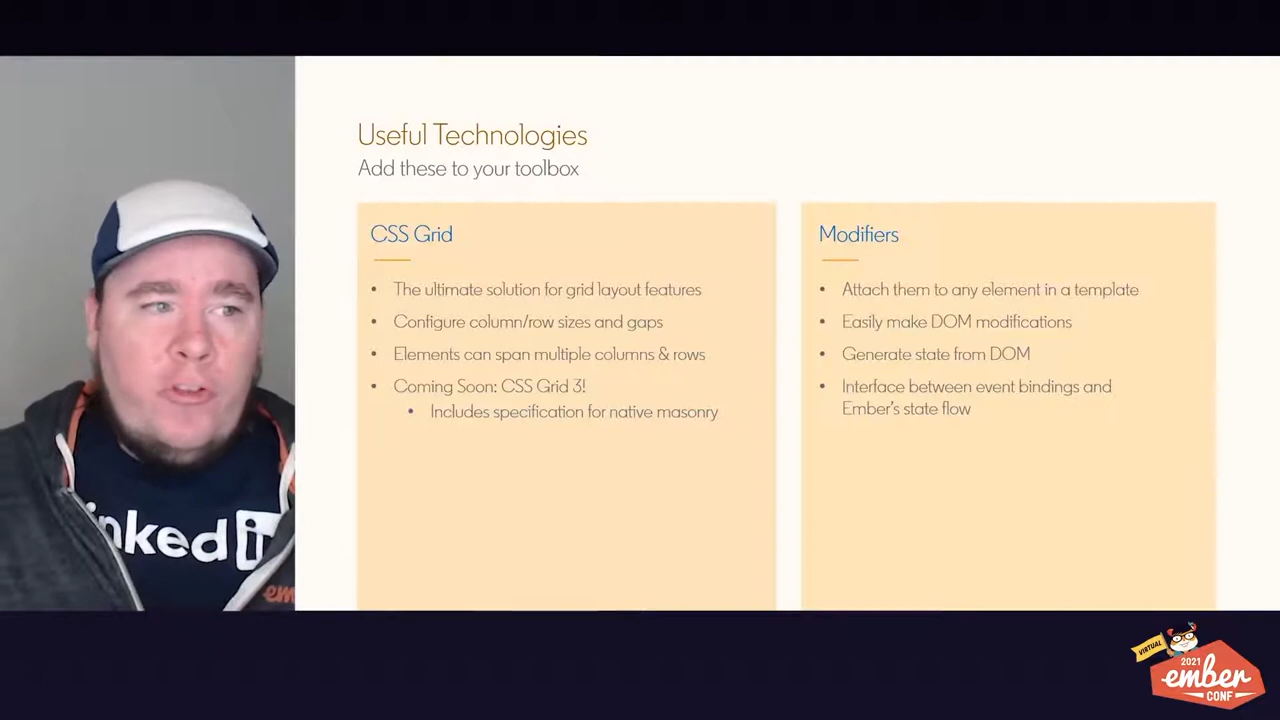 Useful Technologies
Add these to your toolbox
CSS Grid
• The ultimate solution for grid layout features
• Configure column/row sizes and gaps
• Elements can span multiple columns & rows
• Coming Soon: CSS Grid 3!
• Includes specification for native masonry
Modifiers
• Attach them to any element in a template
• Easily make DOM modifications
• Generate state from DOM
• Interface between event bindings and
Ember's state flow
inked in
em
VIRTUAL
2021
ember
CONF